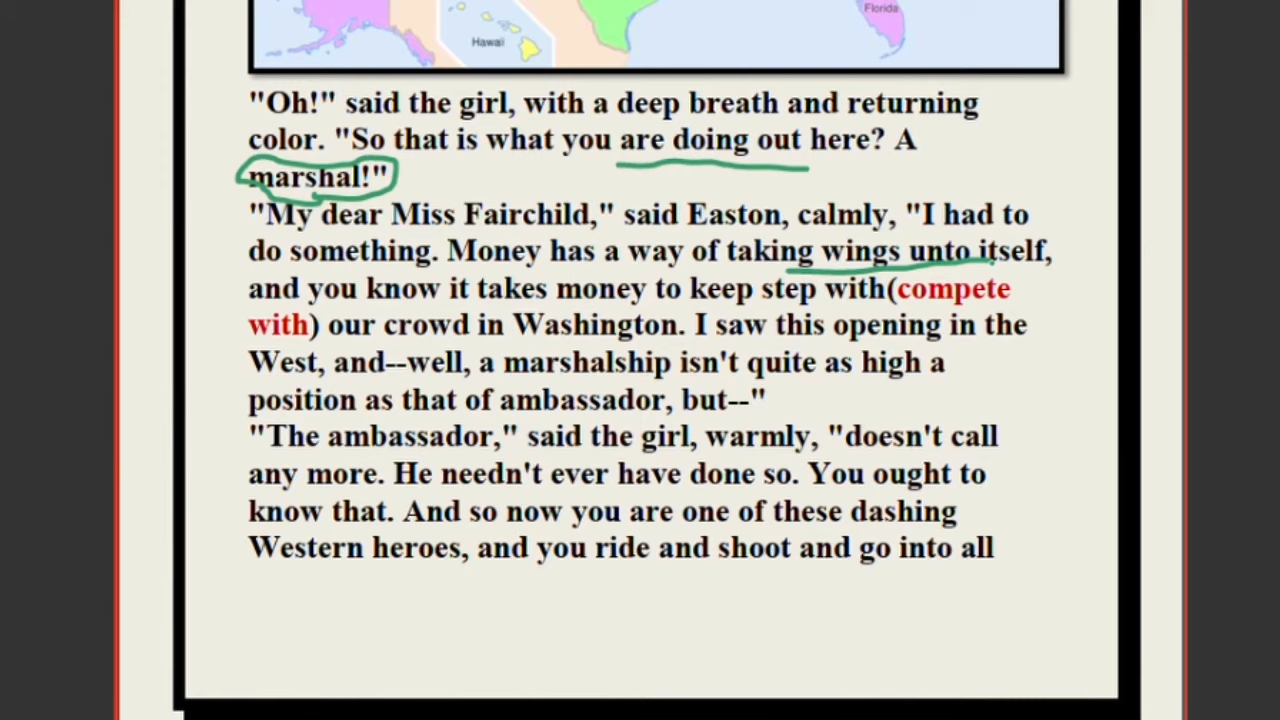 Florida
Hawaii
"Oh!" said the girl, with a deep breath and returning
color. "So that is what you are doing out here? A
marshal!"
"My dear Miss Fairchild," said Easton, calmly, "I had to
do something. Money has a way of taking wings unto itself,
and you know it takes money to keep step with(compete
with) our crowd in Washington. I saw this opening in the
West, and--well, a marshalship isn't quite as high a
position as that of ambassador, but--"
"The ambassador," said the girl, warmly, "doesn't call
any more. He needn't ever have done so. You ought to
know that. And so now you are one of these dashing
Western heroes, and you ride and shoot and go into all